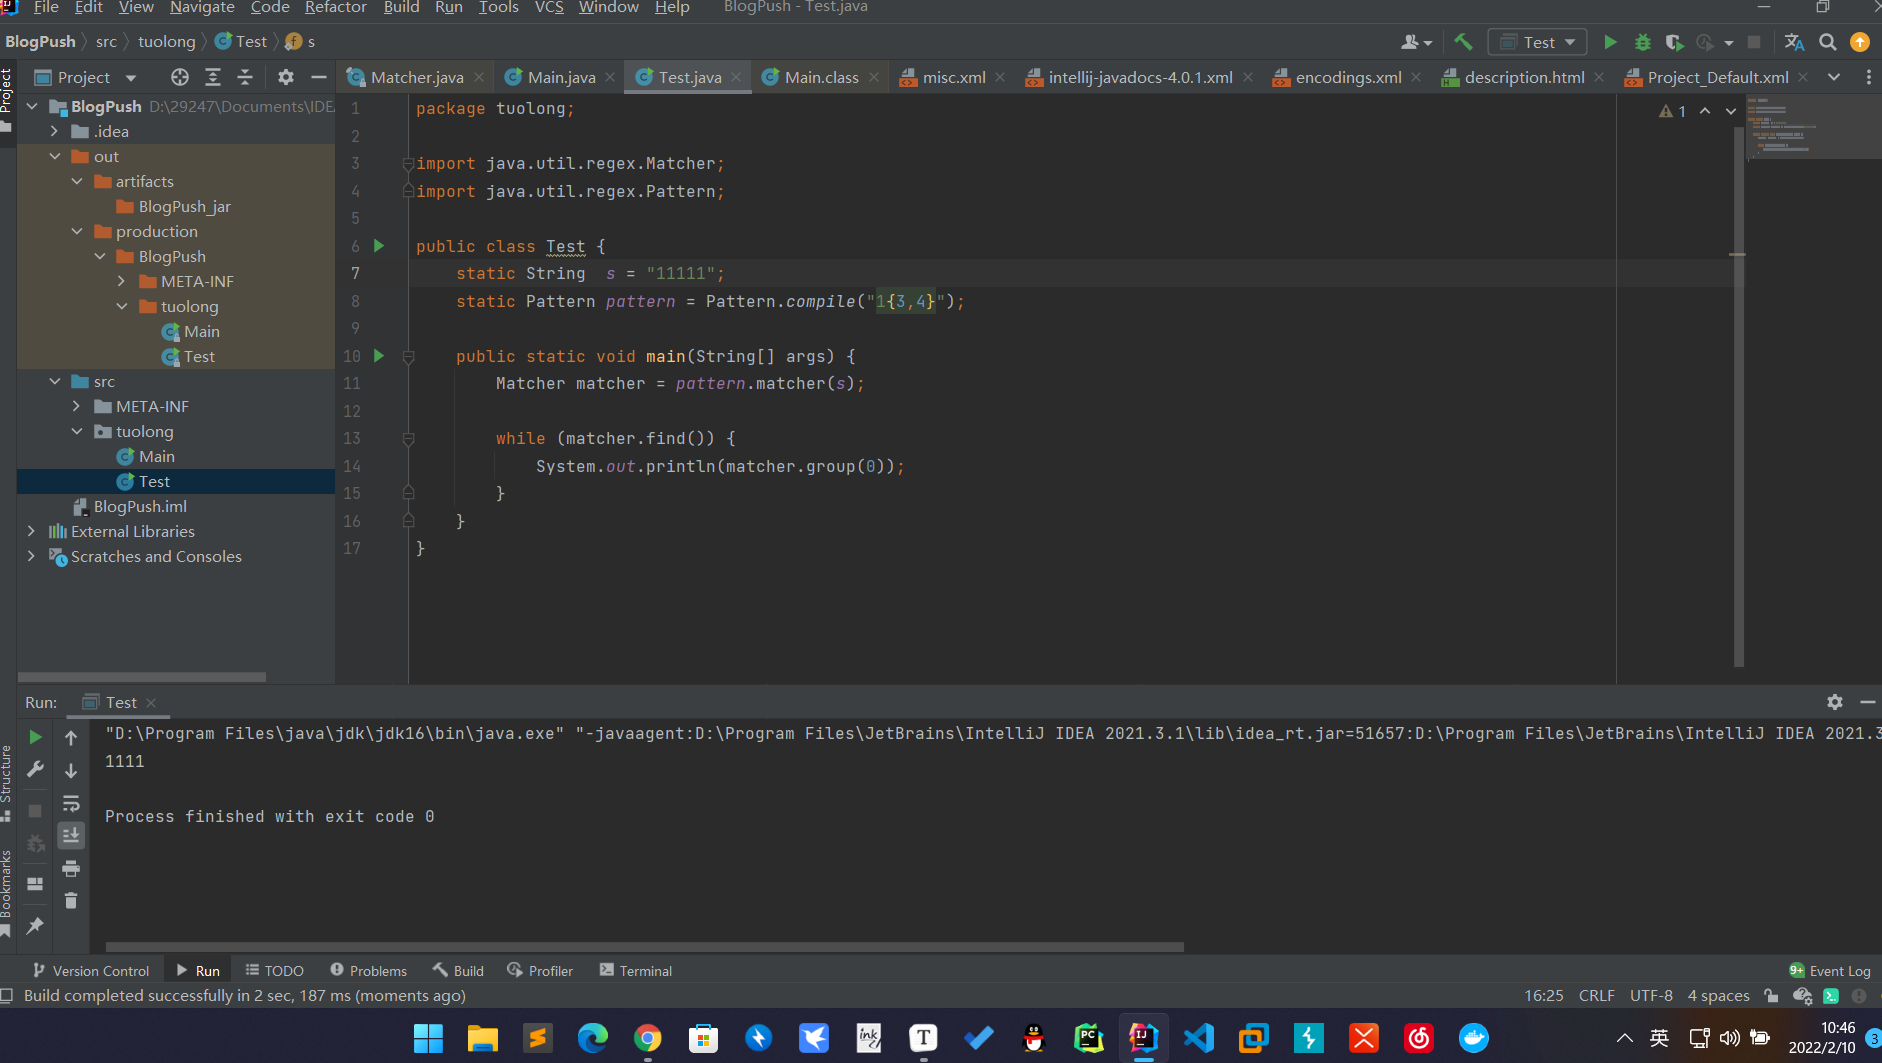 File Edit View Navigate Code Refactor Build Run Tools VCS Window Help BlogPush - Test.java
BlogPush src tuolong Test s
Test
Project
Project
Matcher.java Main.java Test.java Main.class misc.xml intellij-javadocs-4.0.1.xml encodings.xml description.html Project_Default.xml
BlogPush D:\29247\Documents\IDE
.idea
out
artifacts
BlogPush_jar
production
BlogPush
META-INF
tuolong
Main
Test
src
META-INF
tuolong
Main
Test
BlogPush.iml
External Libraries
Scratches and Consoles
1
1 package tuolong;
2
3 import java.util.regex.Matcher;
4 import java.util.regex.Pattern;
5
6 public class Test {
7 static String  s = "11111";
8 static Pattern pattern = Pattern.compile("1{3,4}");
9
10 public static void main(String[] args) {
11 Matcher matcher = pattern.matcher(s);
12
13 while (matcher.find()) {
14 System.out.println(matcher.group(0));
15 }
16 }
17 }
Run: Test
"D:\Program Files\java\jdk\jdk16\bin\java.exe" "-javaagent:D:\Program Files\JetBrains\IntelliJ IDEA 2021.3.1\lib\idea_rt.jar=51657:D:\Program Files\JetBrains\IntelliJ IDEA 2021.3
1111
Process finished with exit code 0
Structure
Bookmarks
Version Control Run TODO Problems Build Profiler Terminal
9+ Event Log
Build completed successfully in 2 sec, 187 ms (moments ago)
16:25 CRLF UTF-8 4 spaces
ink
T
PC
IJ
英
10:46
2022/2/10
3